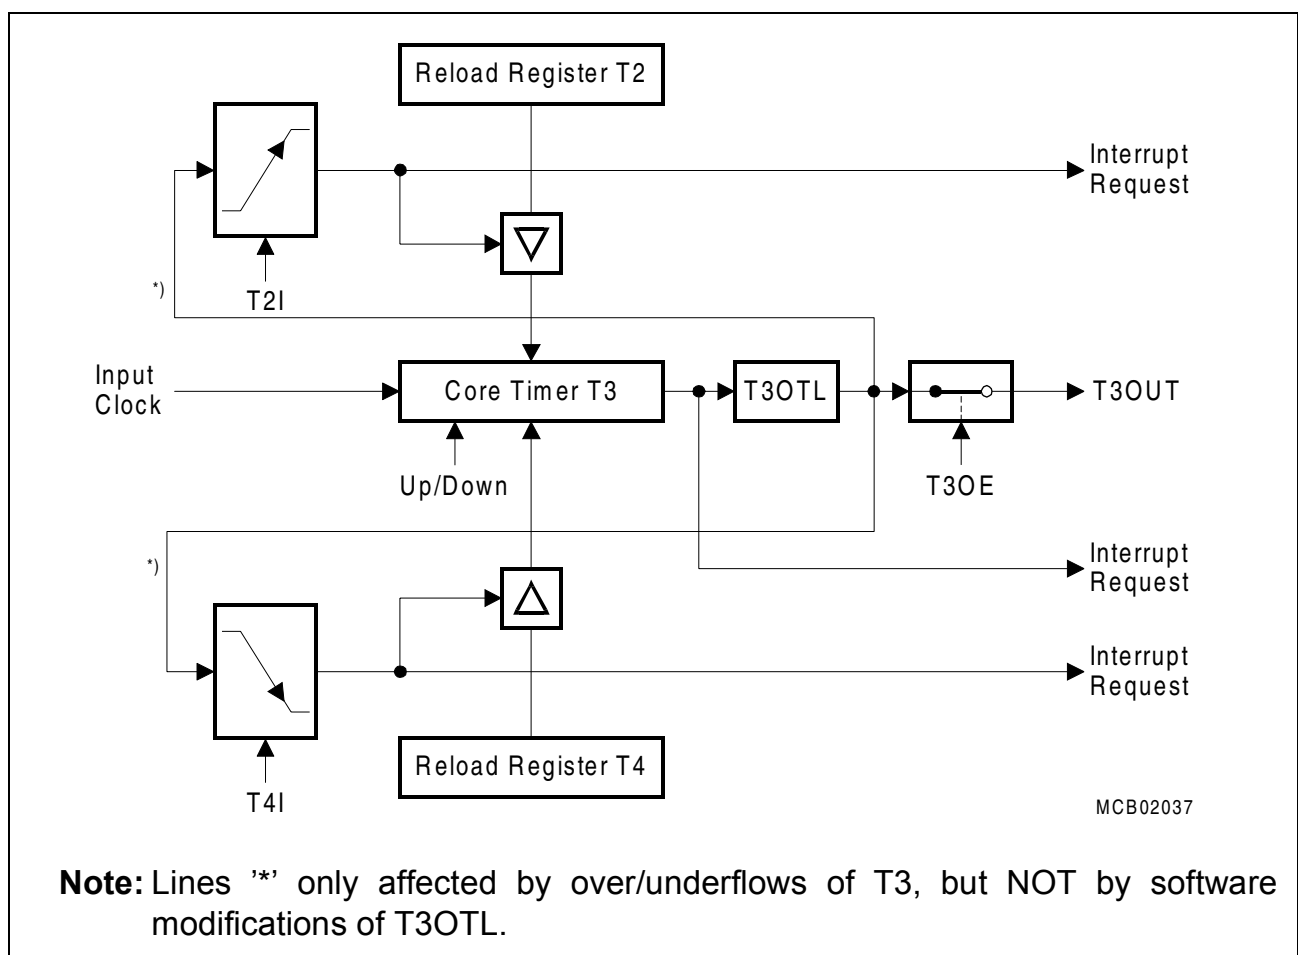 Reload Register T2
Interrupt
Request
T2I
*)
Input
Clock
Core Timer T3
T3OTL
T3OUT
Up/Down
T3OE
*)
Interrupt
Request
Interrupt
Request
Reload Register T4
T4I
MCB02037
Note: Lines ’*’ only affected by over/underflows of T3, but NOT by software
modifications of T3OTL.